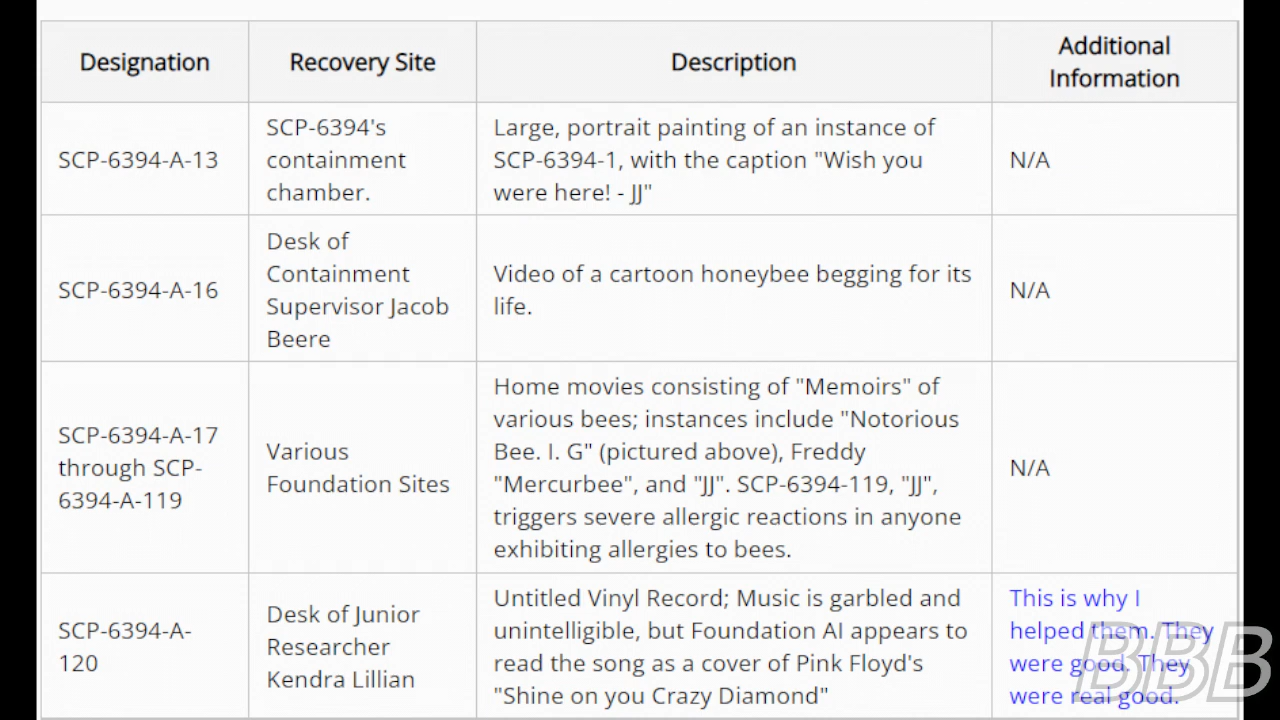 Designation
Recovery Site
Description
Additional
Information
SCP-6394-A-13
SCP-6394's
containment
chamber.
Large, portrait painting of an instance of
SCP-6394-1, with the caption "Wish you
were here! - JJ"
N/A
SCP-6394-A-16
Desk of
Containment
Supervisor Jacob
Beere
Video of a cartoon honeybee begging for its
life.
N/A
SCP-6394-A-17
through SCP-
6394-A-119
Various
Foundation Sites
Home movies consisting of "Memoirs" of
various bees; instances include "Notorious
Bee. I. G" (pictured above), Freddy
"Mercurbee", and "JJ". SCP-6394-119, "JJ",
triggers severe allergic reactions in anyone
exhibiting allergies to bees.
N/A
SCP-6394-A-
120
Desk of Junior
Researcher
Kendra Lillian
Untitled Vinyl Record; Music is garbled and
unintelligible, but Foundation AI appears to
read the song as a cover of Pink Floyd's
"Shine on you Crazy Diamond"
This is why I
helped them. They
were good. They
were real good.
BBB